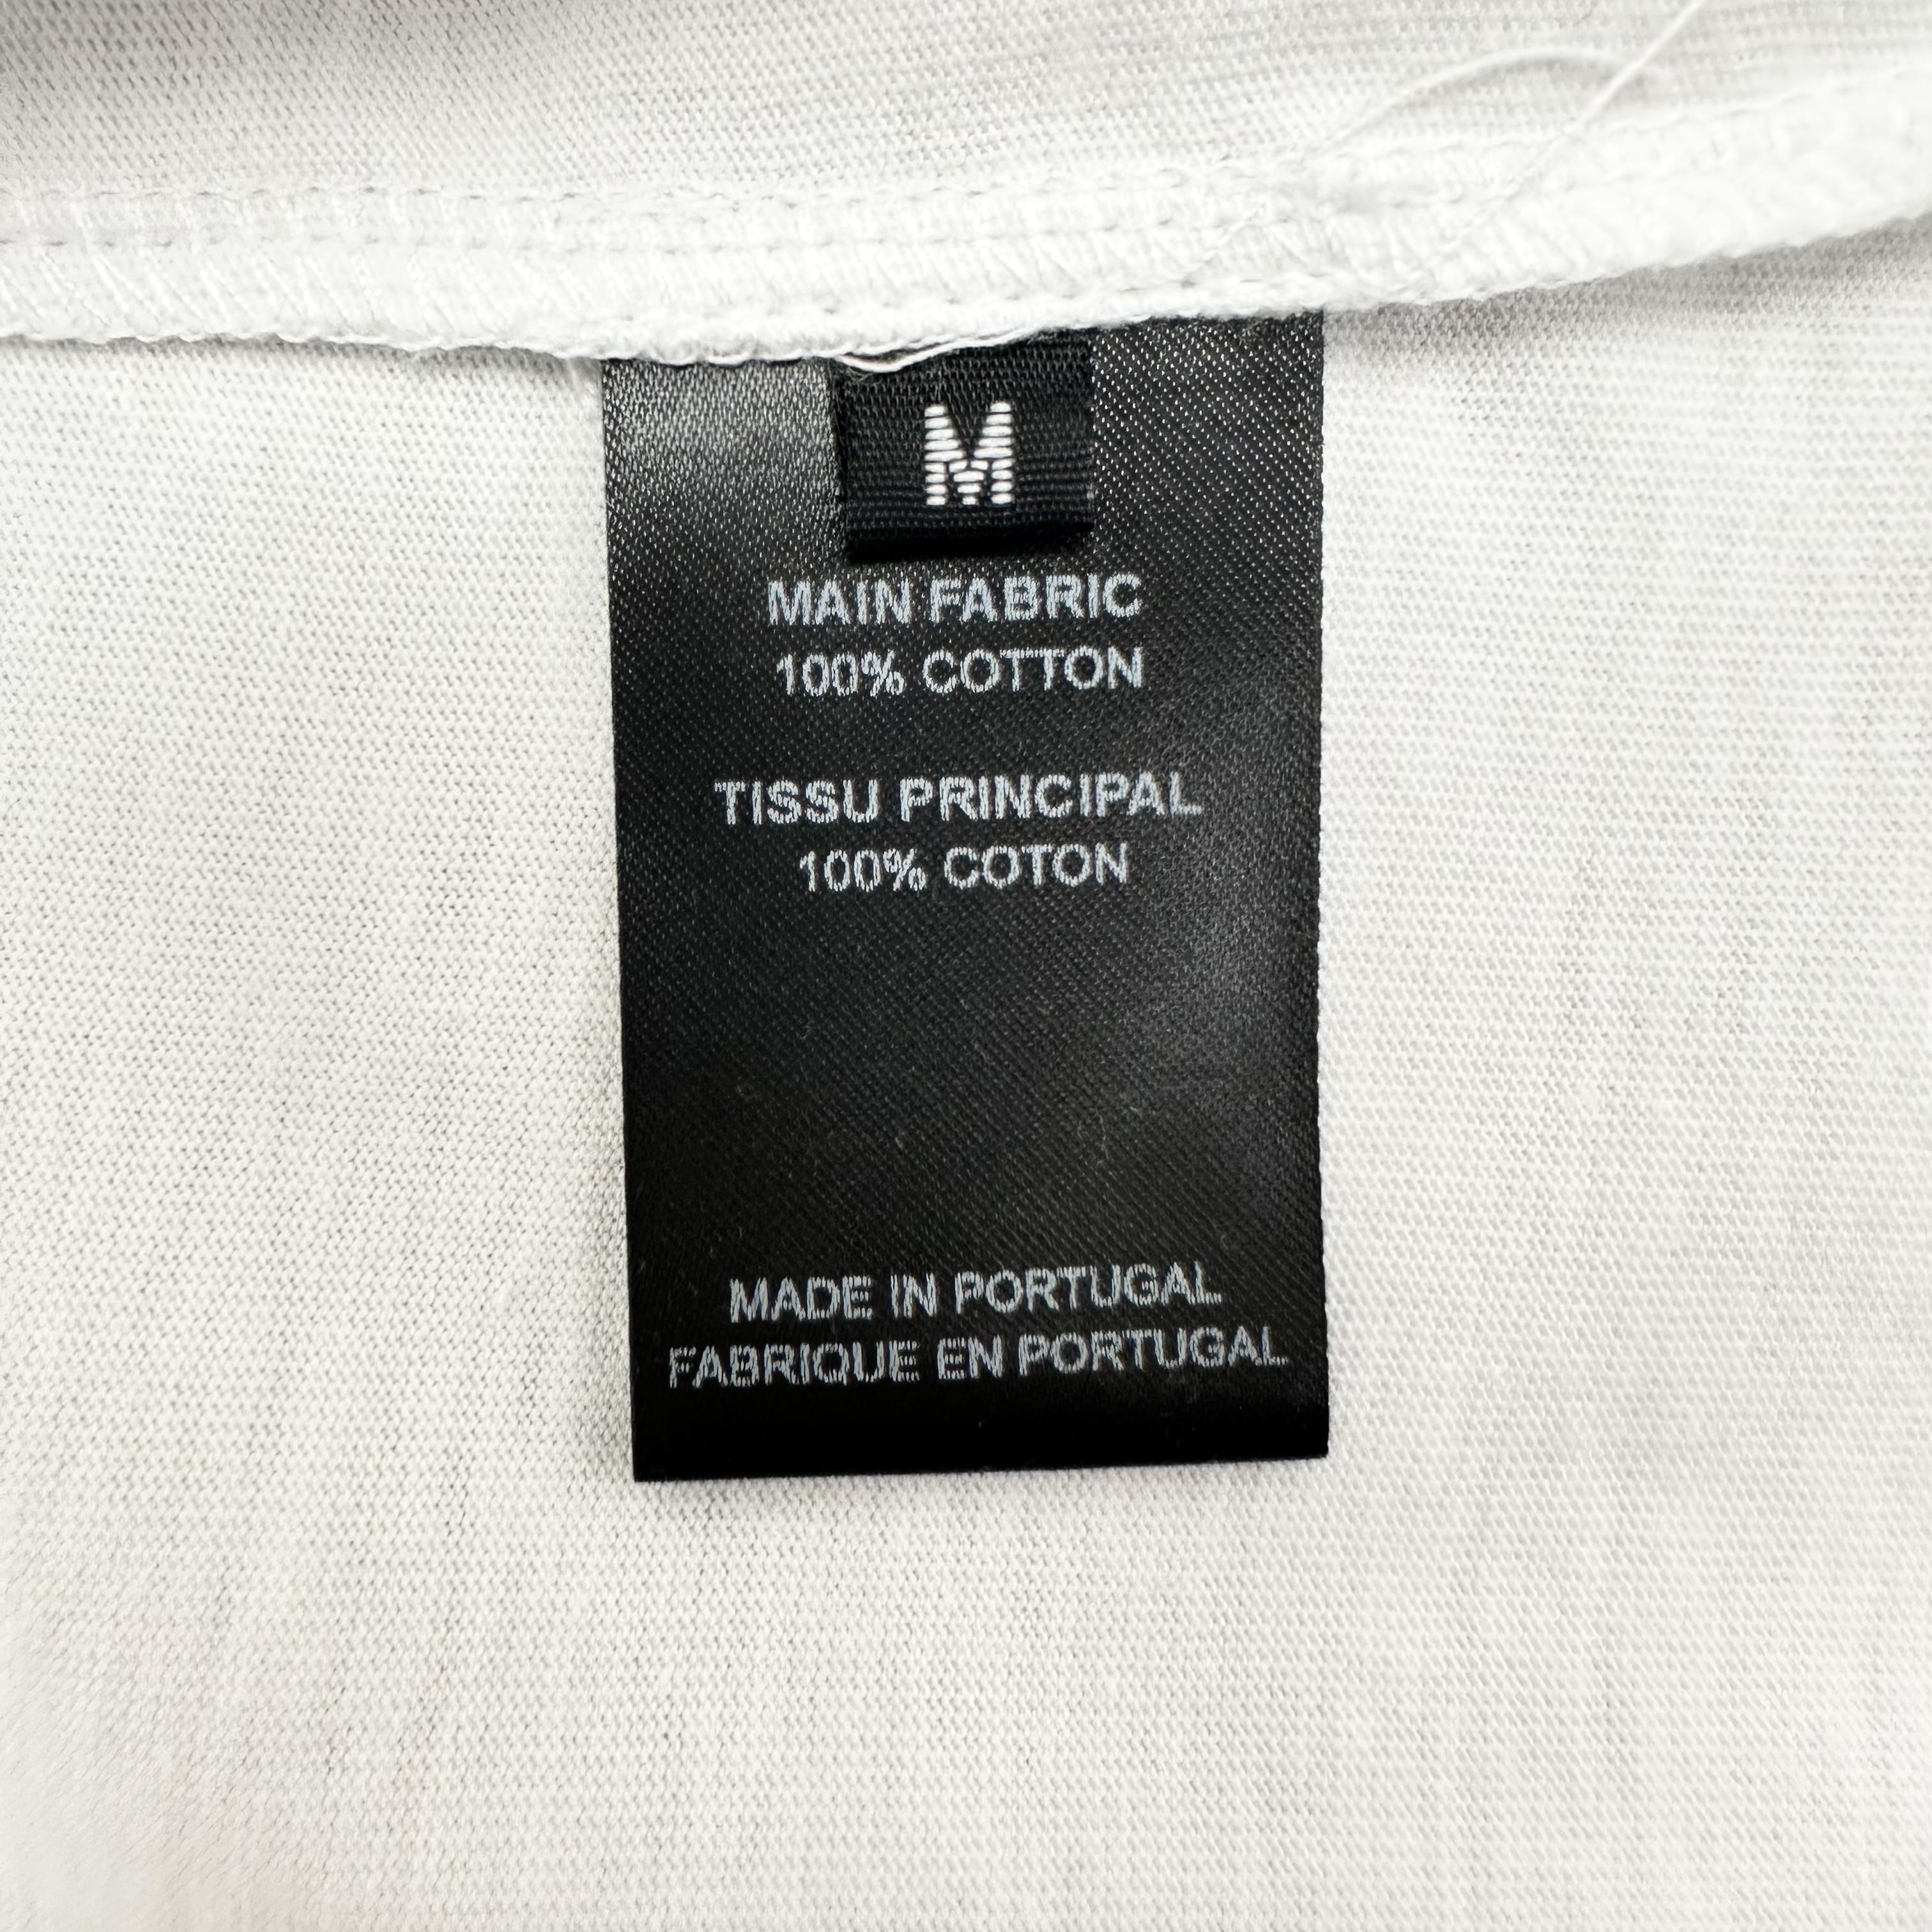 M
MAIN FABRIC
100% COTTON
TISSU PRINCIPAL
100% COTON
MADE IN PORTUGAL
FABRIQUE EN PORTUGAL